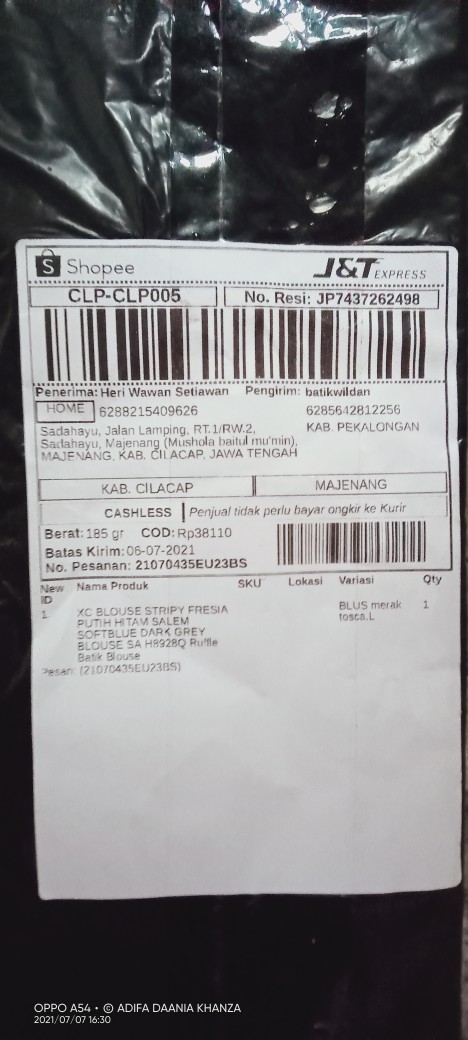 Shopee
J&T EXPRESS
CLP-CLP005
No. Resi: JP7437262498
Penerima: Heri Wawan Setiawan Pengirim: batikwildan
HOME 6288215409626 6285642812256
Sadahayu, Jalan Lamping, RT.1/RW.2, KAB. PEKALONGAN
Sadahayu, Majenang (Mushola baitul mu'min),
MAJENANG, KAB. CILACAP, JAWA TENGAH
KAB. CILACAP MAJENANG
CASHLESS Penjual tidak perlu bayar ongkir ke Kurir
Berat: 185 gr COD: Rp38110
Batas Kirim: 06-07-2021
No. Pesanan: 21070435EU23BS
New ID Nama Produk SKU Lokasi Variasi Qty
1 XC BLOUSE STRIPY FRESIA BLUS merak 1
PUTIH HITAM SALEM tosca,L
SOFTBLUE DARK GREY
BLOUSE SA H8928Q Ruffle
Batik Blouse
Pesan: (21070435EU23BS)
OPPO A54 • © ADIFA DAANIA KHANZA
2021/07/07 16:30